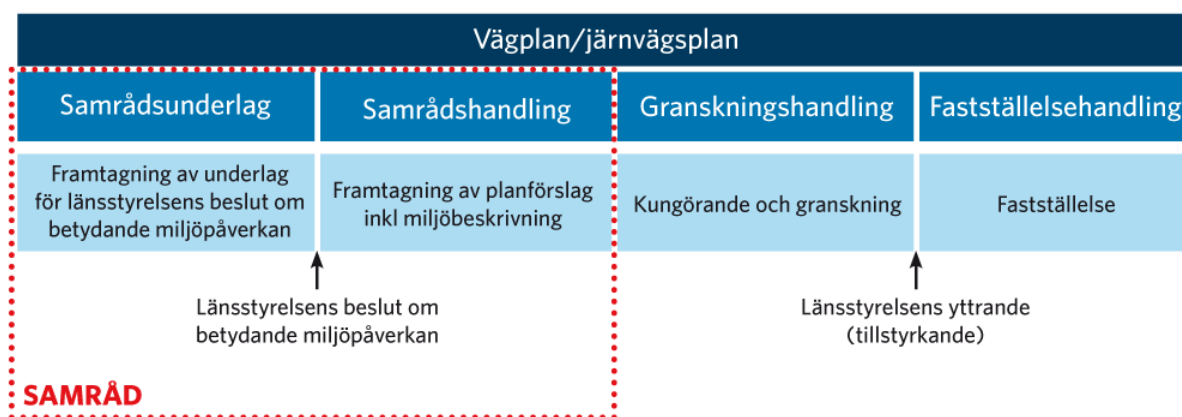 Vägplan/järnvägsplan
Samrådsunderlag
Samrådshandling
Granskningshandling
Fastställelsehandling
Framtagning av underlag
för länsstyrelsens beslut om
betydande miljöpåverkan
Framtagning av planförslag
inkl miljöbeskrivning
Kungörande och granskning
Fastställelse
Länsstyrelsens beslut om
betydande miljöpåverkan
Länsstyrelsens yttrande
(tillstyrkande)
SAMRÅD